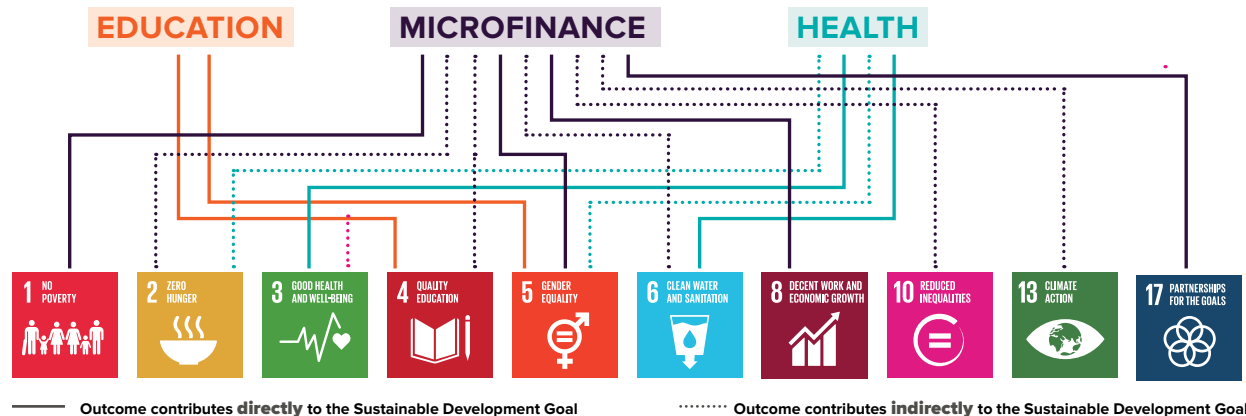 EDUCATION MICROFINANCE HEALTH
1 NO POVERTY
2 ZERO HUNGER
3 GOOD HEALTH AND WELL-BEING
4 QUALITY EDUCATION
5 GENDER EQUALITY
6 CLEAN WATER AND SANITATION
8 DECENT WORK AND ECONOMIC GROWTH
10 REDUCED INEQUALITIES
13 CLIMATE ACTION
17 PARTNERSHIPS FOR THE GOALS
Outcome contributes directly to the Sustainable Development Goal
Outcome contributes indirectly to the Sustainable Development Goal